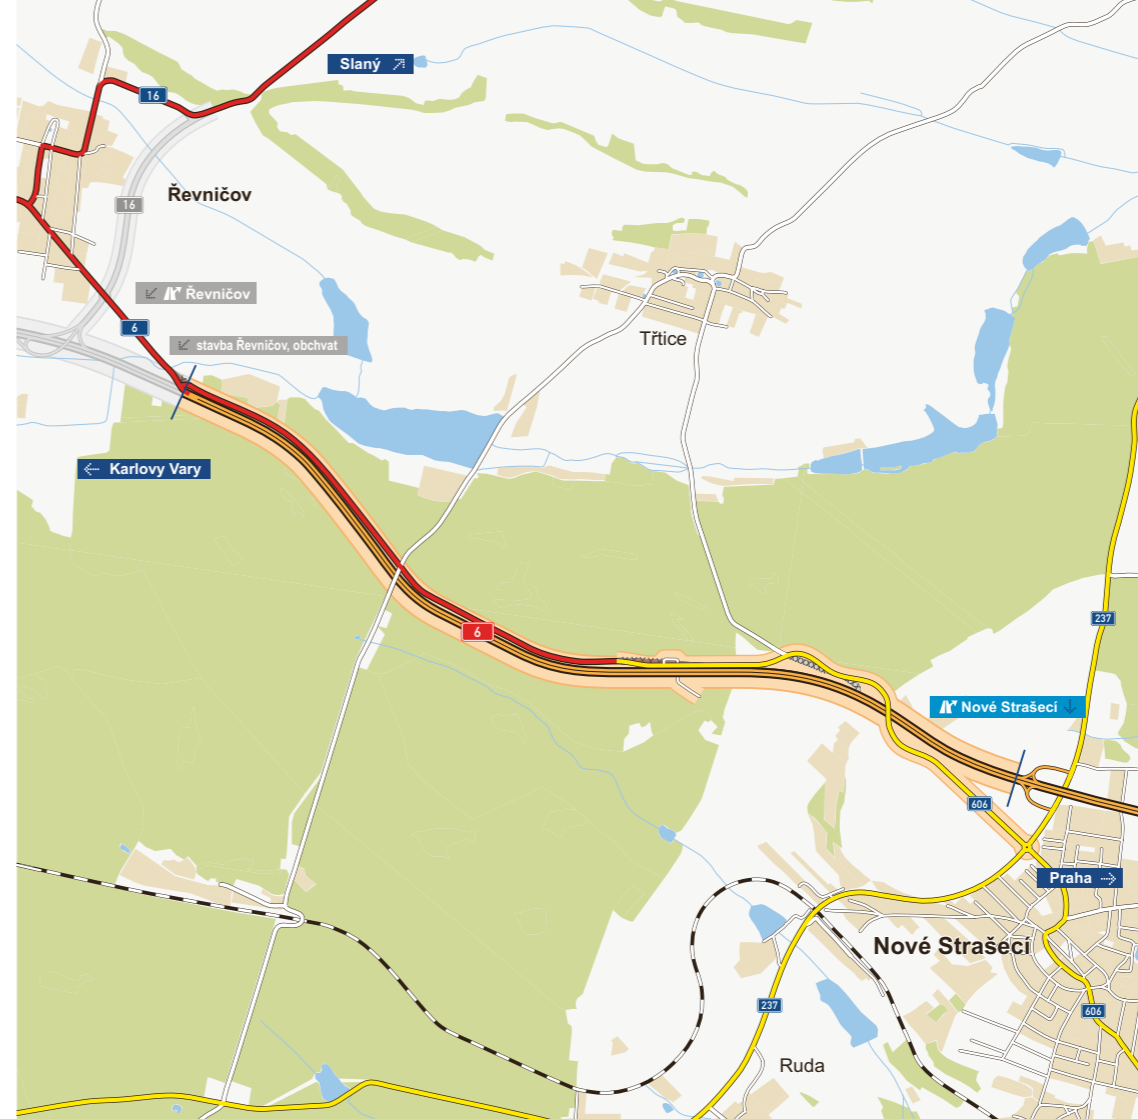 Slaný
16
Řevničov
16
Řevničov
6
stavba Řevničov, obchvat
Třtice
Karlovy Vary
237
6
Nové Strašecí
606
Praha
Nové Strašecí
237
606
Ruda